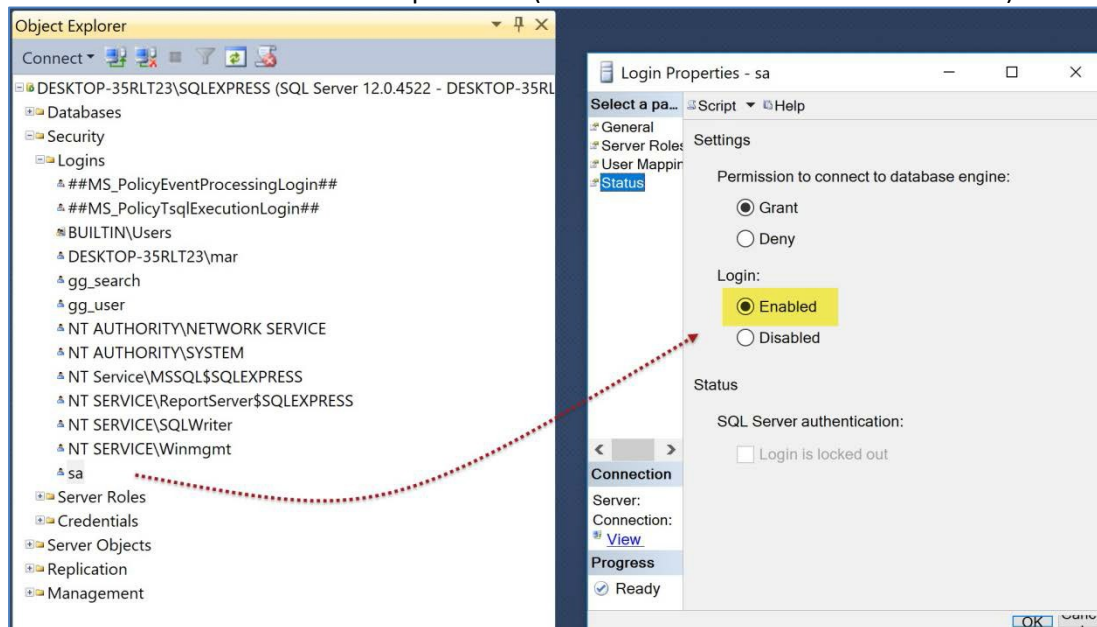 Object Explorer
Connect
DESKTOP-35RLT23\SQLEXPRESS (SQL Server 12.0.4522 - DESKTOP-35RL
Databases
Security
Logins
##MS_PolicyEventProcessingLogin##
##MS_PolicyTsqlExecutionLogin##
BUILTIN\Users
DESKTOP-35RLT23\mar
gg_search
gg_user
NT AUTHORITY\NETWORK SERVICE
NT AUTHORITY\SYSTEM
NT Service\MSSQL$SQLEXPRESS
NT SERVICE\ReportServer$SQLEXPRESS
NT SERVICE\SQLWriter
NT SERVICE\Winmgmt
sa
Server Roles
Credentials
Server Objects
Replication
Management
Login Properties - sa
Select a pa...
Script Help
General
Server Roles
User Mappin
Status
Settings
Permission to connect to database engine:
Grant
Deny
Login:
Enabled
Disabled
Status
SQL Server authentication:
Login is locked out
Connection
Server:
Connection:
View
Progress
Ready
OK